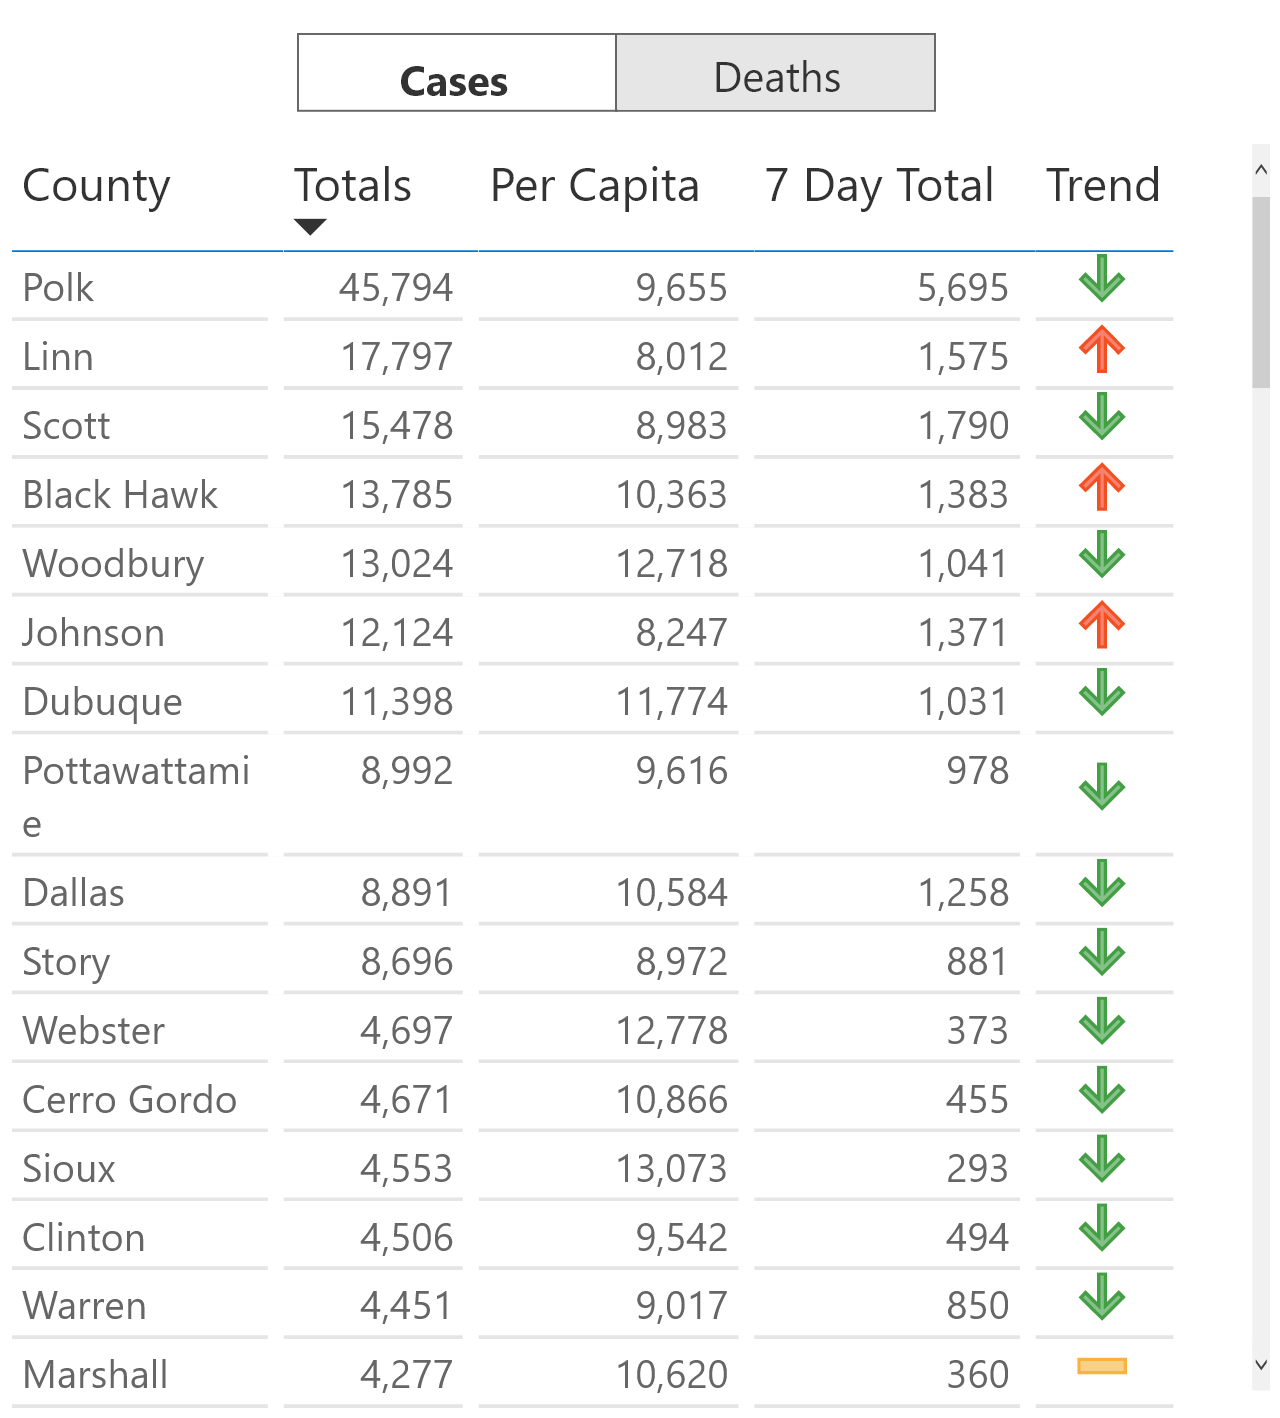 Cases Deaths
County Totals Per Capita 7 Day Total Trend
Polk 45,794 9,655 5,695
Linn 17,797 8,012 1,575
Scott 15,478 8,983 1,790
Black Hawk 13,785 10,363 1,383
Woodbury 13,024 12,718 1,041
Johnson 12,124 8,247 1,371
Dubuque 11,398 11,774 1,031
Pottawattami 8,992 9,616 978
e
Dallas 8,891 10,584 1,258
Story 8,696 8,972 881
Webster 4,697 12,778 373
Cerro Gordo 4,671 10,866 455
Sioux 4,553 13,073 293
Clinton 4,506 9,542 494
Warren 4,451 9,017 850
Marshall 4,277 10,620 360